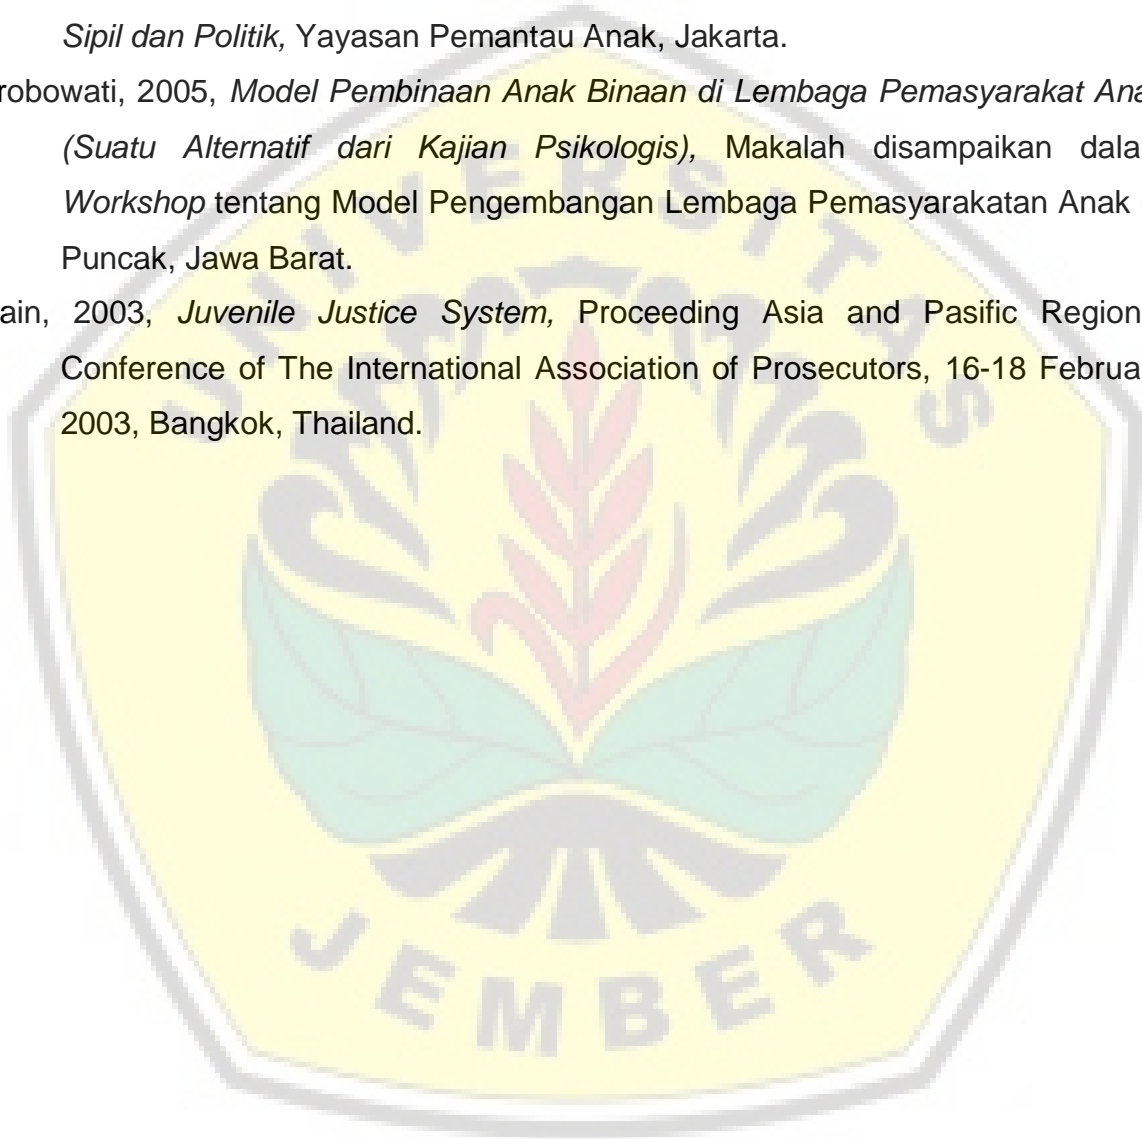 Sipil dan Politik, Yayasan Pemantau Anak, Jakarta.
robowati, 2005, Model Pembinaan Anak Binaan di Lembaga Pemasyarakat Ana
(Suatu Alternatif dari Kajian Psikologis), Makalah disampaikan dala
Workshop tentang Model Pengembangan Lembaga Pemasyarakatan Anak
Puncak, Jawa Barat.
ain, 2003, Juvenile Justice System, Proceeding Asia and Pasific Region
Conference of The International Association of Prosecutors, 16-18 Februa
2003, Bangkok, Thailand.
UNIVERSITAS
JEMBER